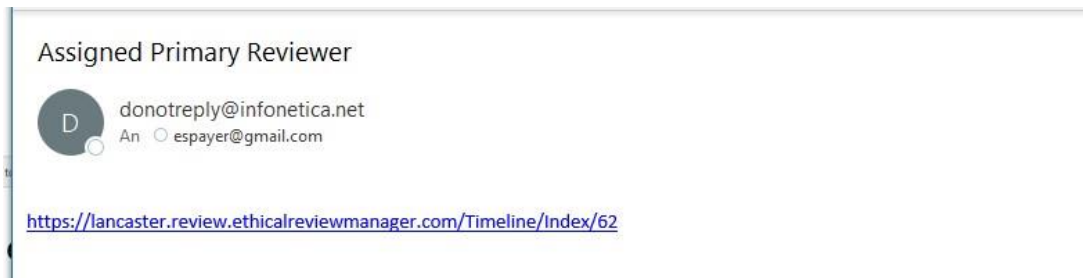 Assigned Primary Reviewer
D
donotreply@infonetica.net
An espayer@gmail.com
https://lancaster.review.ethicalreviewmanager.com/Timeline/Index/62